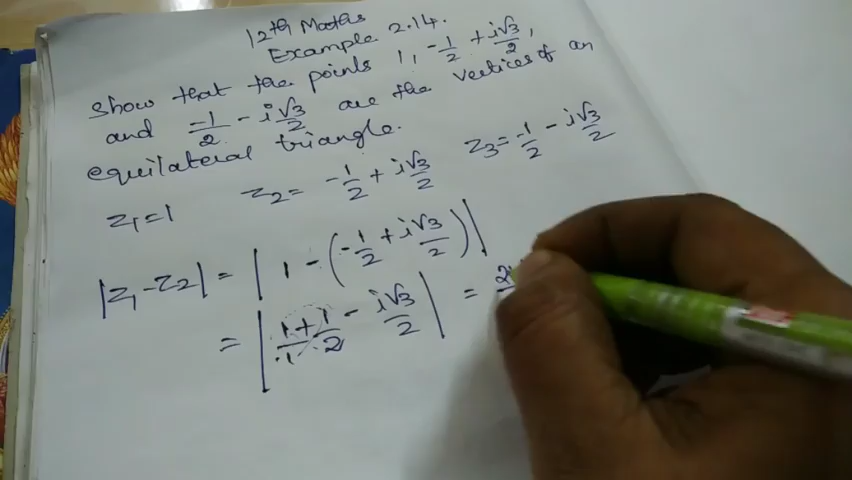 12th Maths
Example 2.14.
show that the points 1, -1/2 + i√3/2,
and -1/2 - i√3/2 are the vertices of an
equilateral triangle.
z₁=1 z₂= -1/2 + i√3/2 z₃= -1/2 - i√3/2
|z₁-z₂| = | 1 - (-1/2 + i√3/2) |
= | 1/1 + 1/2 - i√3/2 | = 2